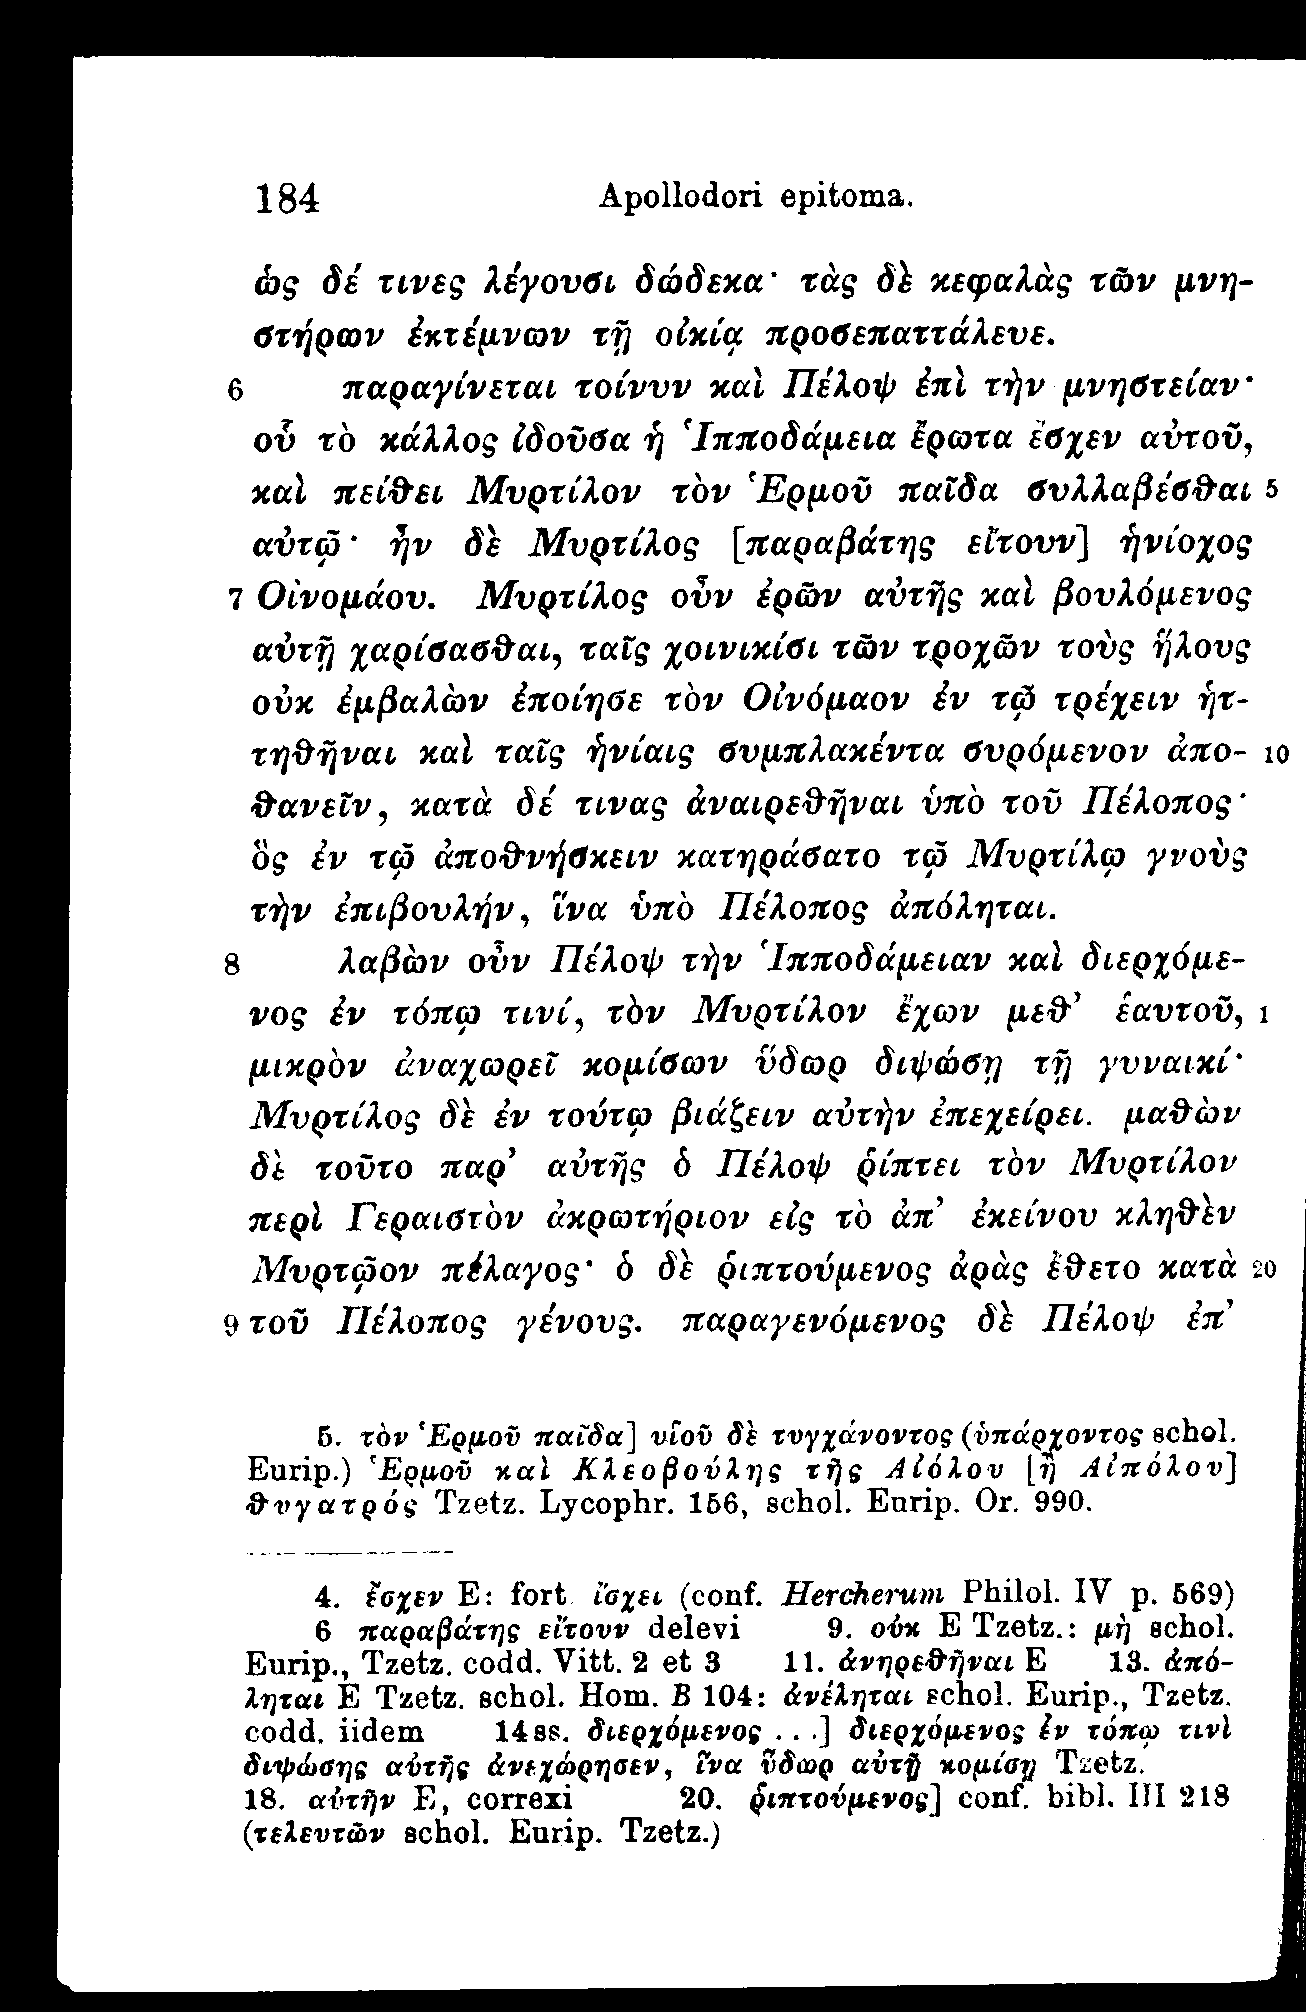 184 Apollodori epitoma.
ὡς δέ τινες λέγουσι δώδεκα· τὰς δὲ κεφαλὰς τῶν μνη-
στήρων ἐκτέμνων τῇ οἰκίᾳ προσεπαττάλευε.
6 παραγίνεται τοίνυν καὶ Πέλοψ ἐπὶ τὴν μνηστείαν·
οὗ τὸ κάλλος ἰδοῦσα ἡ Ἱπποδάμεια ἔρωτα ἔσχεν αὐτοῦ,
καὶ πείθει Μυρτίλον τὸν Ἑρμοῦ παῖδα συλλαβέσθαι 5
αὐτῷ· ἦν δὲ Μυρτίλος [παραβάτης εἴτουν] ἡνίοχος
7 Οἰνομάου. Μυρτίλος οὖν ἐρῶν αὐτῆς καὶ βουλόμενος
αὐτῇ χαρίσασθαι, ταῖς χοινικίσι τῶν τροχῶν τοὺς ἥλους
οὐκ ἐμβαλὼν ἐποίησε τὸν Οἰνόμαον ἐν τῷ τρέχειν ἡτ-
τηθῆναι καὶ ταῖς ἡνίαις συμπλακέντα συρόμενον ἀπο- 10
θανεῖν, κατὰ δέ τινας ἀναιρεθῆναι ὑπὸ τοῦ Πέλοπος·
ὃς ἐν τῷ ἀποθνήσκειν κατηράσατο τῷ Μυρτίλῳ γνοὺς
τὴν ἐπιβουλήν, ἵνα ὑπὸ Πέλοπος ἀπόληται.
8 λαβὼν οὖν Πέλοψ τὴν Ἱπποδάμειαν καὶ διερχόμε-
νος ἐν τόπῳ τινί, τὸν Μυρτίλον ἔχων μεθ’ ἑαυτοῦ, 1
μικρὸν ἀναχωρεῖ κομίσων ὕδωρ διψώσῃ τῇ γυναικί·
Μυρτίλος δὲ ἐν τούτῳ βιάζειν αὐτὴν ἐπεχείρει. μαθὼν
δὲ τοῦτο παρ’ αὐτῆς ὁ Πέλοψ ῥίπτει τὸν Μυρτίλον
περὶ Γεραιστὸν ἀκρωτήριον εἰς τὸ ἀπ’ ἐκείνου κληθὲν
Μυρτῷον πέλαγος· ὁ δὲ ῥιπτούμενος ἀρὰς ἔθετο κατὰ 20
9 τοῦ Πέλοπος γένους. παραγενόμενος δὲ Πέλοψ ἐπ’
5. τὸν Ἑρμοῦ παῖδα] υἱοῦ δὲ τυγχάνοντος (ὑπάρχοντος schol.
Eurip.) Ἑρμοῦ καὶ Κλεοβούλης τῆς Αἰόλου [ἢ Αἰπόλου]
θυγατρός Tzetz. Lycophr. 156, schol. Eurip. Or. 990.
4. ἔσχεν E: fort ἴσχει (conf. Hercherum Philol. IV p. 569)
6 παραβάτης εἴτουν delevi 9. οὐκ E Tzetz.: μὴ schol.
Eurip., Tzetz. codd. Vitt. 2 et 3 11. ἀνῃρεθῆναι E 13. ἀπό-
ληται E Tzetz. schol. Hom. B 104: ἀνέληται schol. Eurip., Tzetz.
codd. iidem 14 ss. διερχόμενος . . .] διερχόμενος ἐν τόπῳ τινὶ
διψώσης αὐτῆς ἀνεχώρησεν, ἵνα ὕδωρ αὐτῇ κομίσῃ Tzetz.
18. αὐτὴν E, correxi 20. ῥιπτούμενος] conf. bibl. III 218
(τελευτῶν schol. Eurip. Tzetz.)